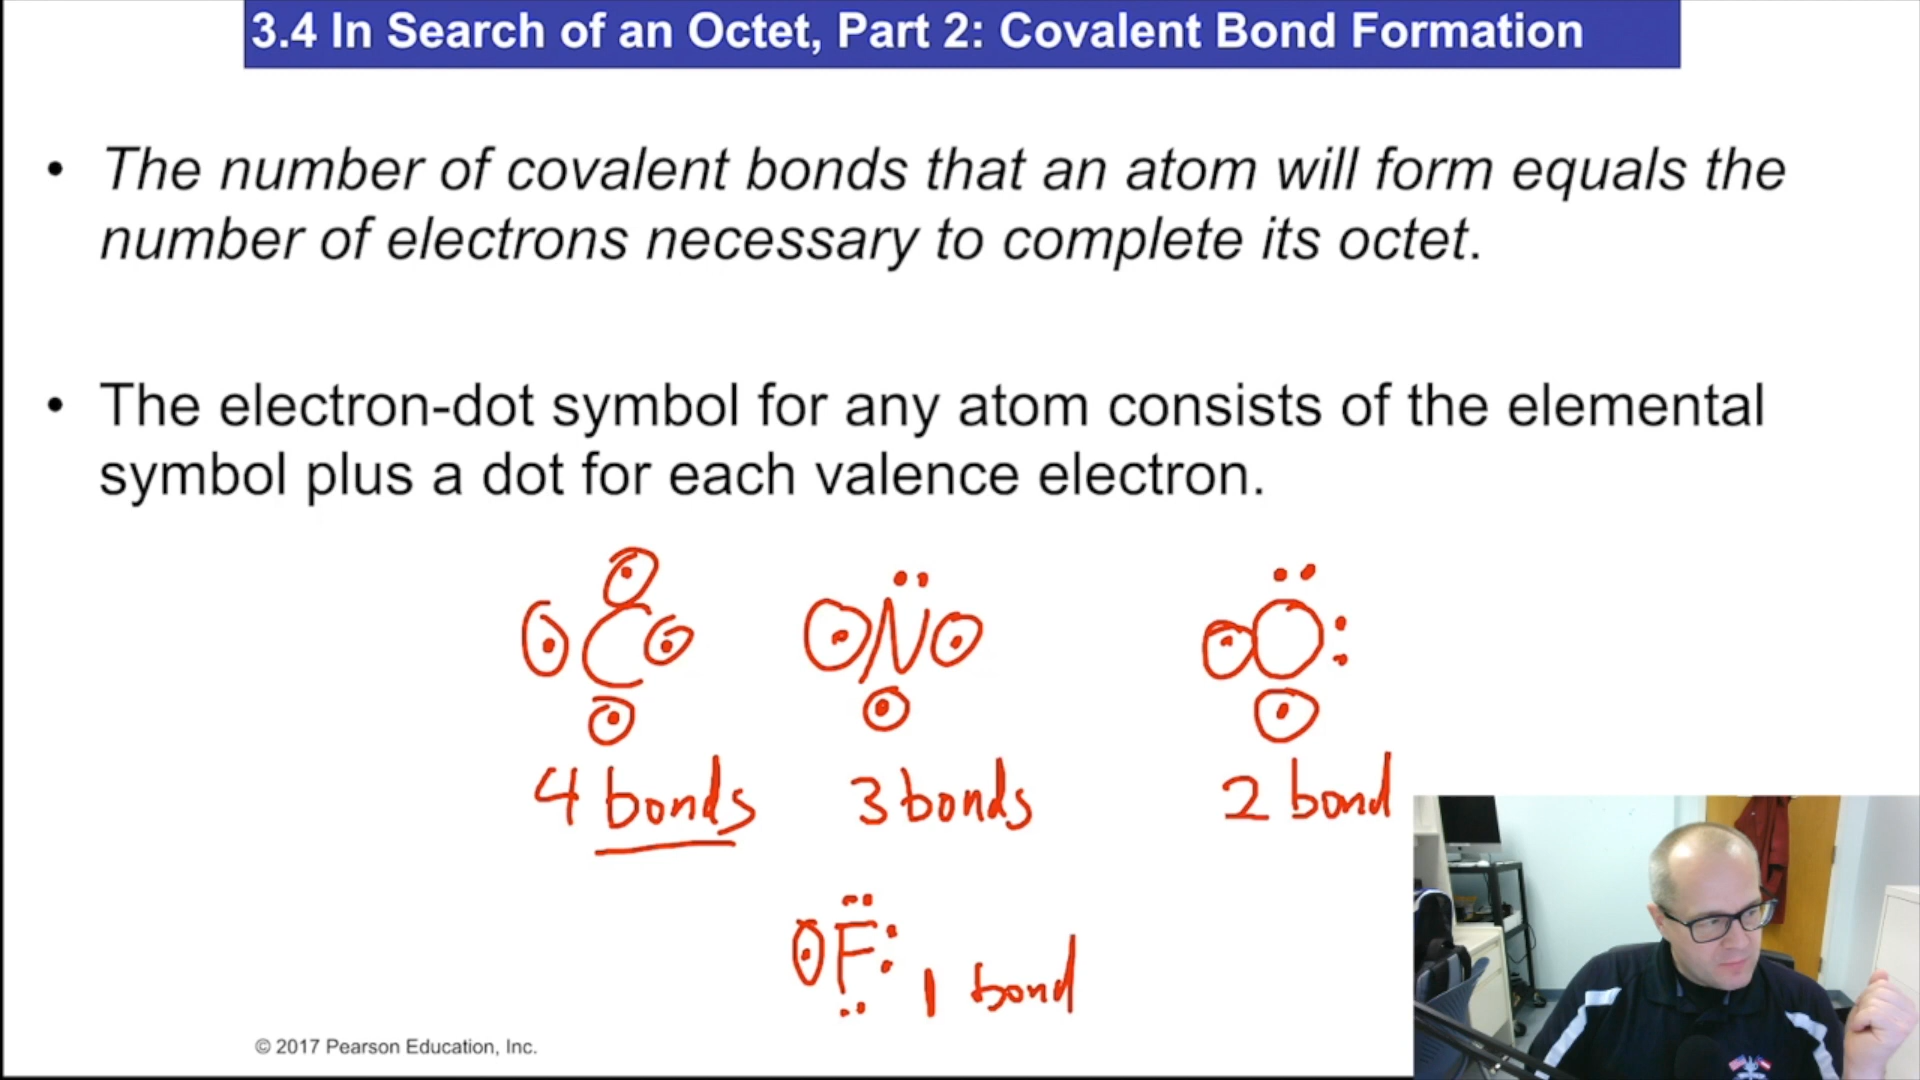 3.4 In Search of an Octet, Part 2: Covalent Bond Formation
• The number of covalent bonds that an atom will form equals the
number of electrons necessary to complete its octet.
• The electron-dot symbol for any atom consists of the elemental
symbol plus a dot for each valence electron.
C N O
4 bonds 3 bonds 2 bond
F 1 bond
© 2017 Pearson Education, Inc.